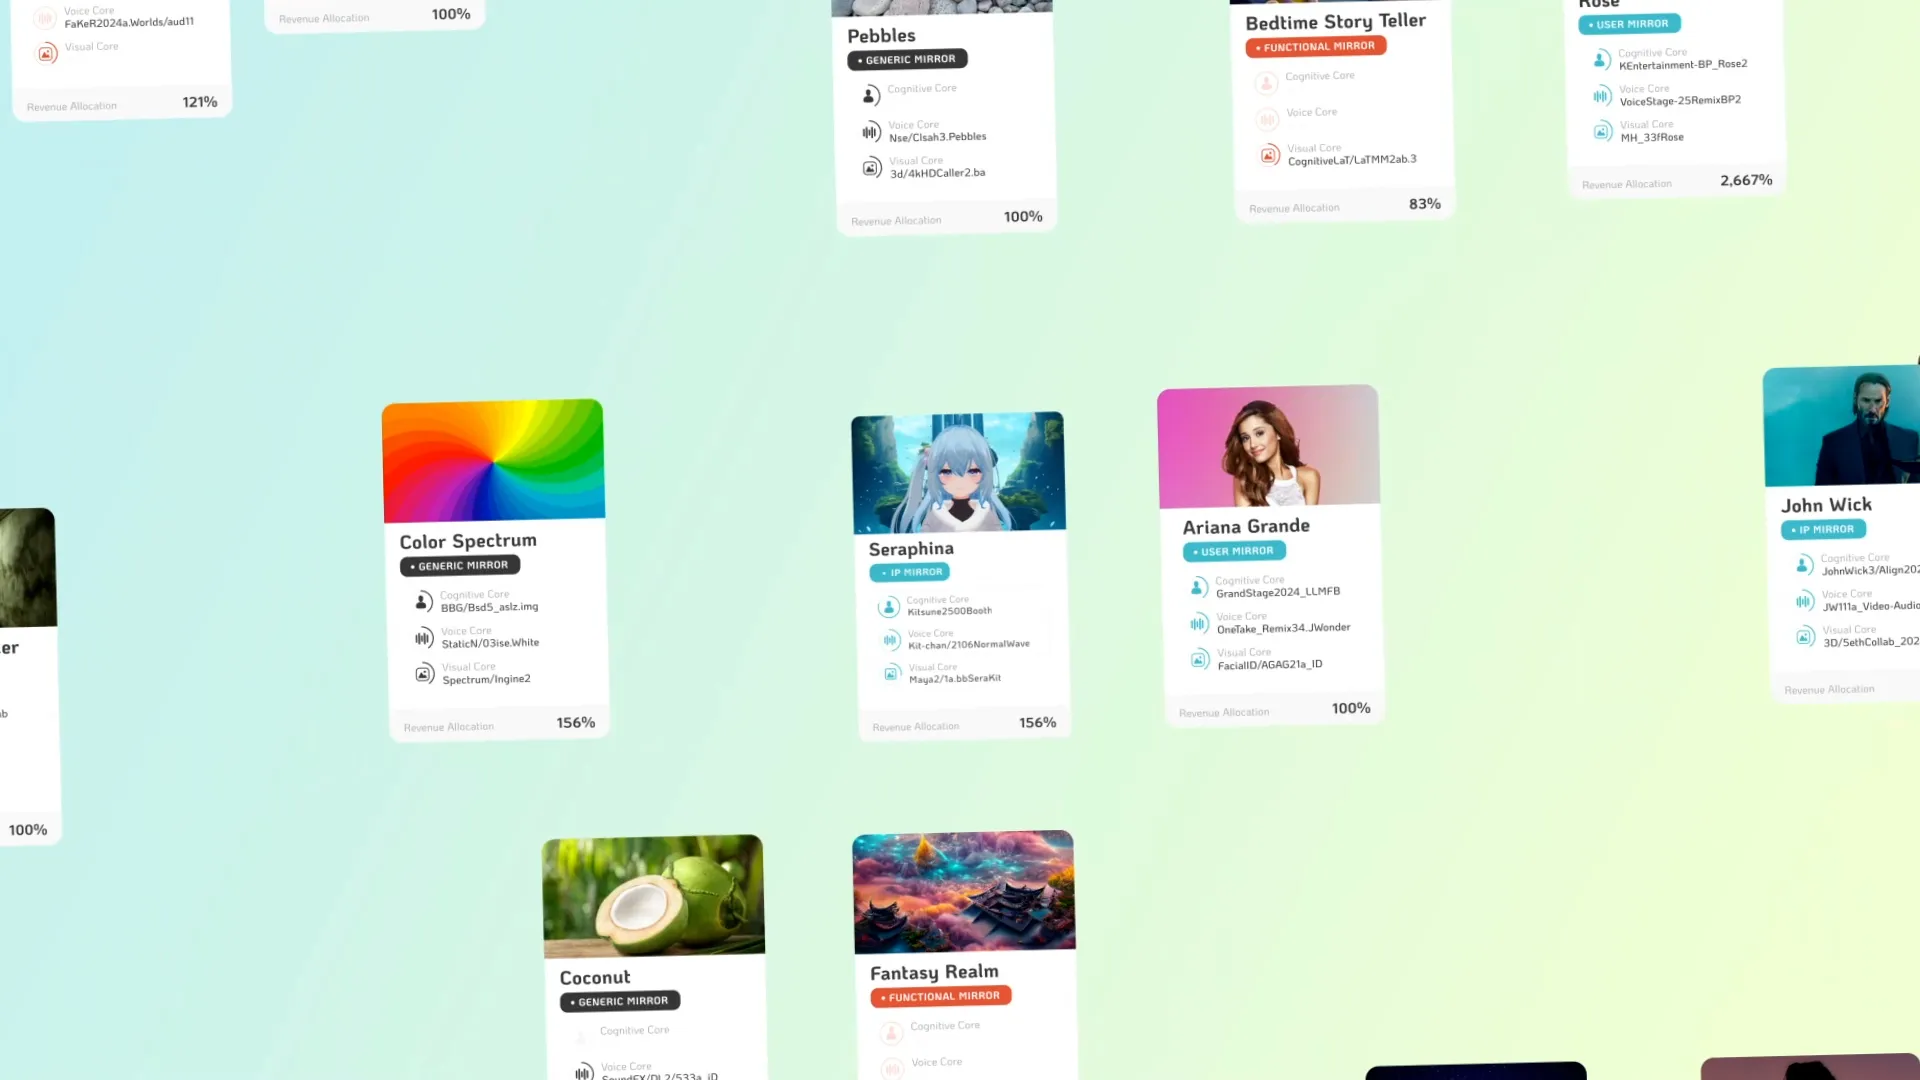 Voice Core
FaKeR2024a.Worlds/aud11
Visual Core
Revenue Allocation 121%
Revenue Allocation 100%
Pebbles
• GENERIC MIRROR
Cognitive Core
Voice Core
Nse/Clsah3.Pebbles
Visual Core
3d/4kHDCaller2.ba
Revenue Allocation 100%
Bedtime Story Teller
• FUNCTIONAL MIRROR
Cognitive Core
Voice Core
Visual Core
CognitiveLaT/LaTMM2ab.3
Revenue Allocation 83%
Rose
• USER MIRROR
Cognitive Core
KEntertainment-BP_Rose2
Voice Core
VoiceStage-25RemixBP2
Visual Core
MH_33fRose
Revenue Allocation 2,667%
er
100%
Color Spectrum
• GENERIC MIRROR
Cognitive Core
BBG/Bsd5_aslz.img
Voice Core
StaticN/03ise.White
Visual Core
Spectrum/Ingine2
Revenue Allocation 156%
Seraphina
• IP MIRROR
Cognitive Core
Kitsune2500Booth
Voice Core
Kit-chan/2106NormalWave
Visual Core
Maya2/1a.bbSeraKit
Revenue Allocation 156%
Ariana Grande
• USER MIRROR
Cognitive Core
GrandStage2024_LLMFB
Voice Core
OneTake_Remix34.JWonder
Visual Core
FacialID/AGAG21a_ID
Revenue Allocation 100%
John Wick
• IP MIRROR
Cognitive Core
JohnWick3/Align202
Voice Core
JW111a_Video-Audio
Visual Core
3D/SethCollab_202
Revenue Allocation
Coconut
• GENERIC MIRROR
Cognitive Core
Voice Core
SoundFX/DL2/533a_iD
Fantasy Realm
• FUNCTIONAL MIRROR
Cognitive Core
Voice Core